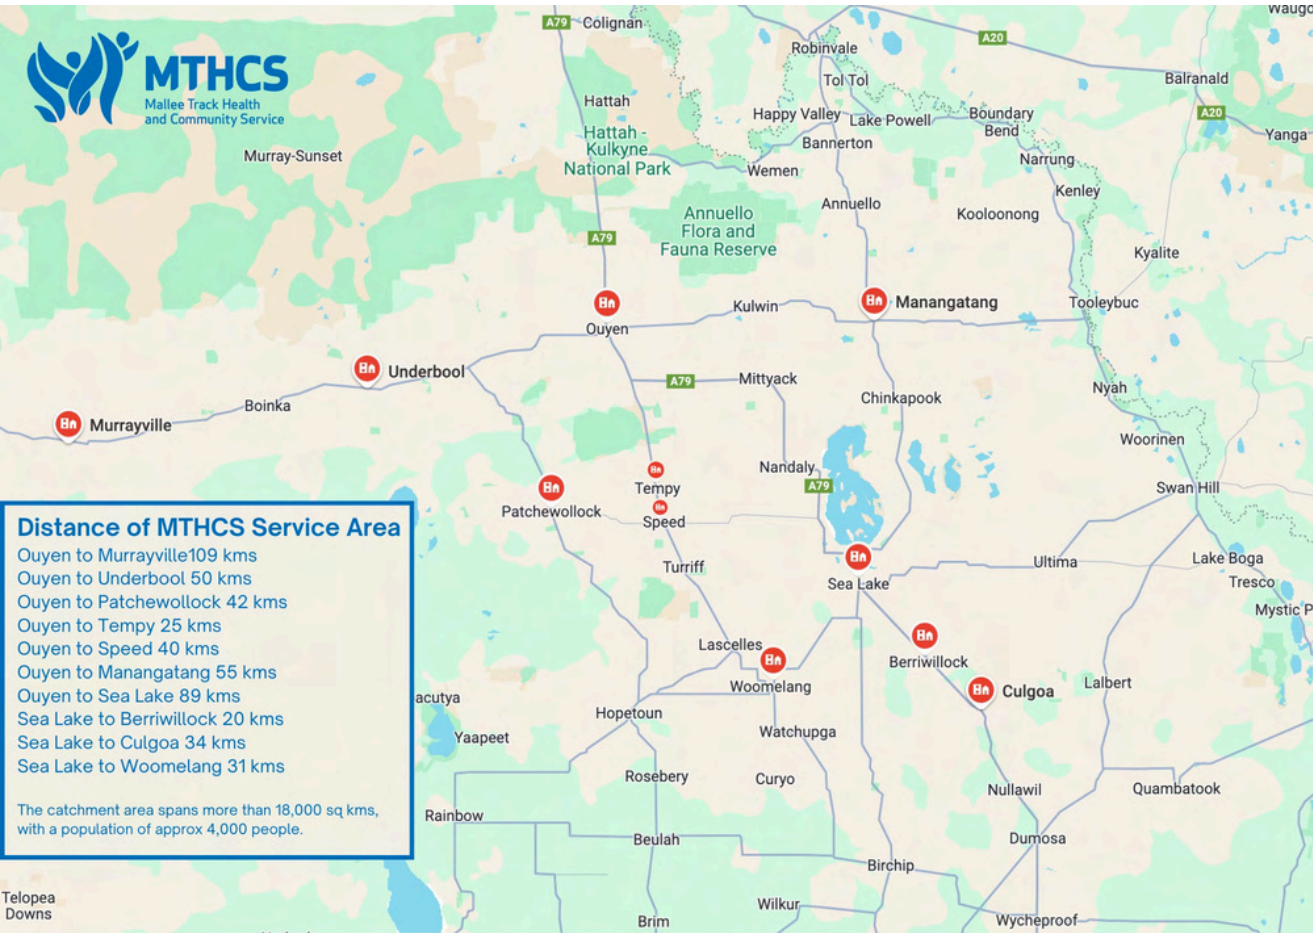 MTHCS
Mallee Track Health
and Community Service
A79
Colignan
Robinvale
A20
Balranald
A20
Yanga
Tol Tol
Hattah
Happy Valley
Lake Powell
Boundary
Bend
Hattah -
Kulkyne
National Park
Bannerton
Murray-Sunset
Narrung
Wemen
Kenley
Annuello
Kooloonong
Annuello
Flora and
Fauna Reserve
A79
Kyalite
Ouyen
Kulwin
Manangatang
Tooleybuc
Underbool
A79
Mittyack
Nyah
Chinkapook
Boinka
Murrayville
Woorinen
Nandaly
A79
Tempy
Swan Hill
Patchewollock
Speed
Turriff
Ultima
Lake Boga
Tresco
Mystic P
Sea Lake
Lascelles
Berriwillock
Woomelang
Culgoa
Lalbert
acutya
Hopetoun
Yaapeet
Watchupga
Rosebery
Curyo
Nullawil
Quambatook
Rainbow
Beulah
Dumosa
Birchip
Wilkur
Brim
Wycheproof
Distance of MTHCS Service Area
Ouyen to Murrayville109 kms
Ouyen to Underbool 50 kms
Ouyen to Patchewollock 42 kms
Ouyen to Tempy 25 kms
Ouyen to Speed 40 kms
Ouyen to Manangatang 55 kms
Ouyen to Sea Lake 89 kms
Sea Lake to Berriwillock 20 kms
Sea Lake to Culgoa 34 kms
Sea Lake to Woomelang 31 kms
The catchment area spans more than 18,000 sq kms,
with a population of approx 4,000 people.
Telopea
Downs